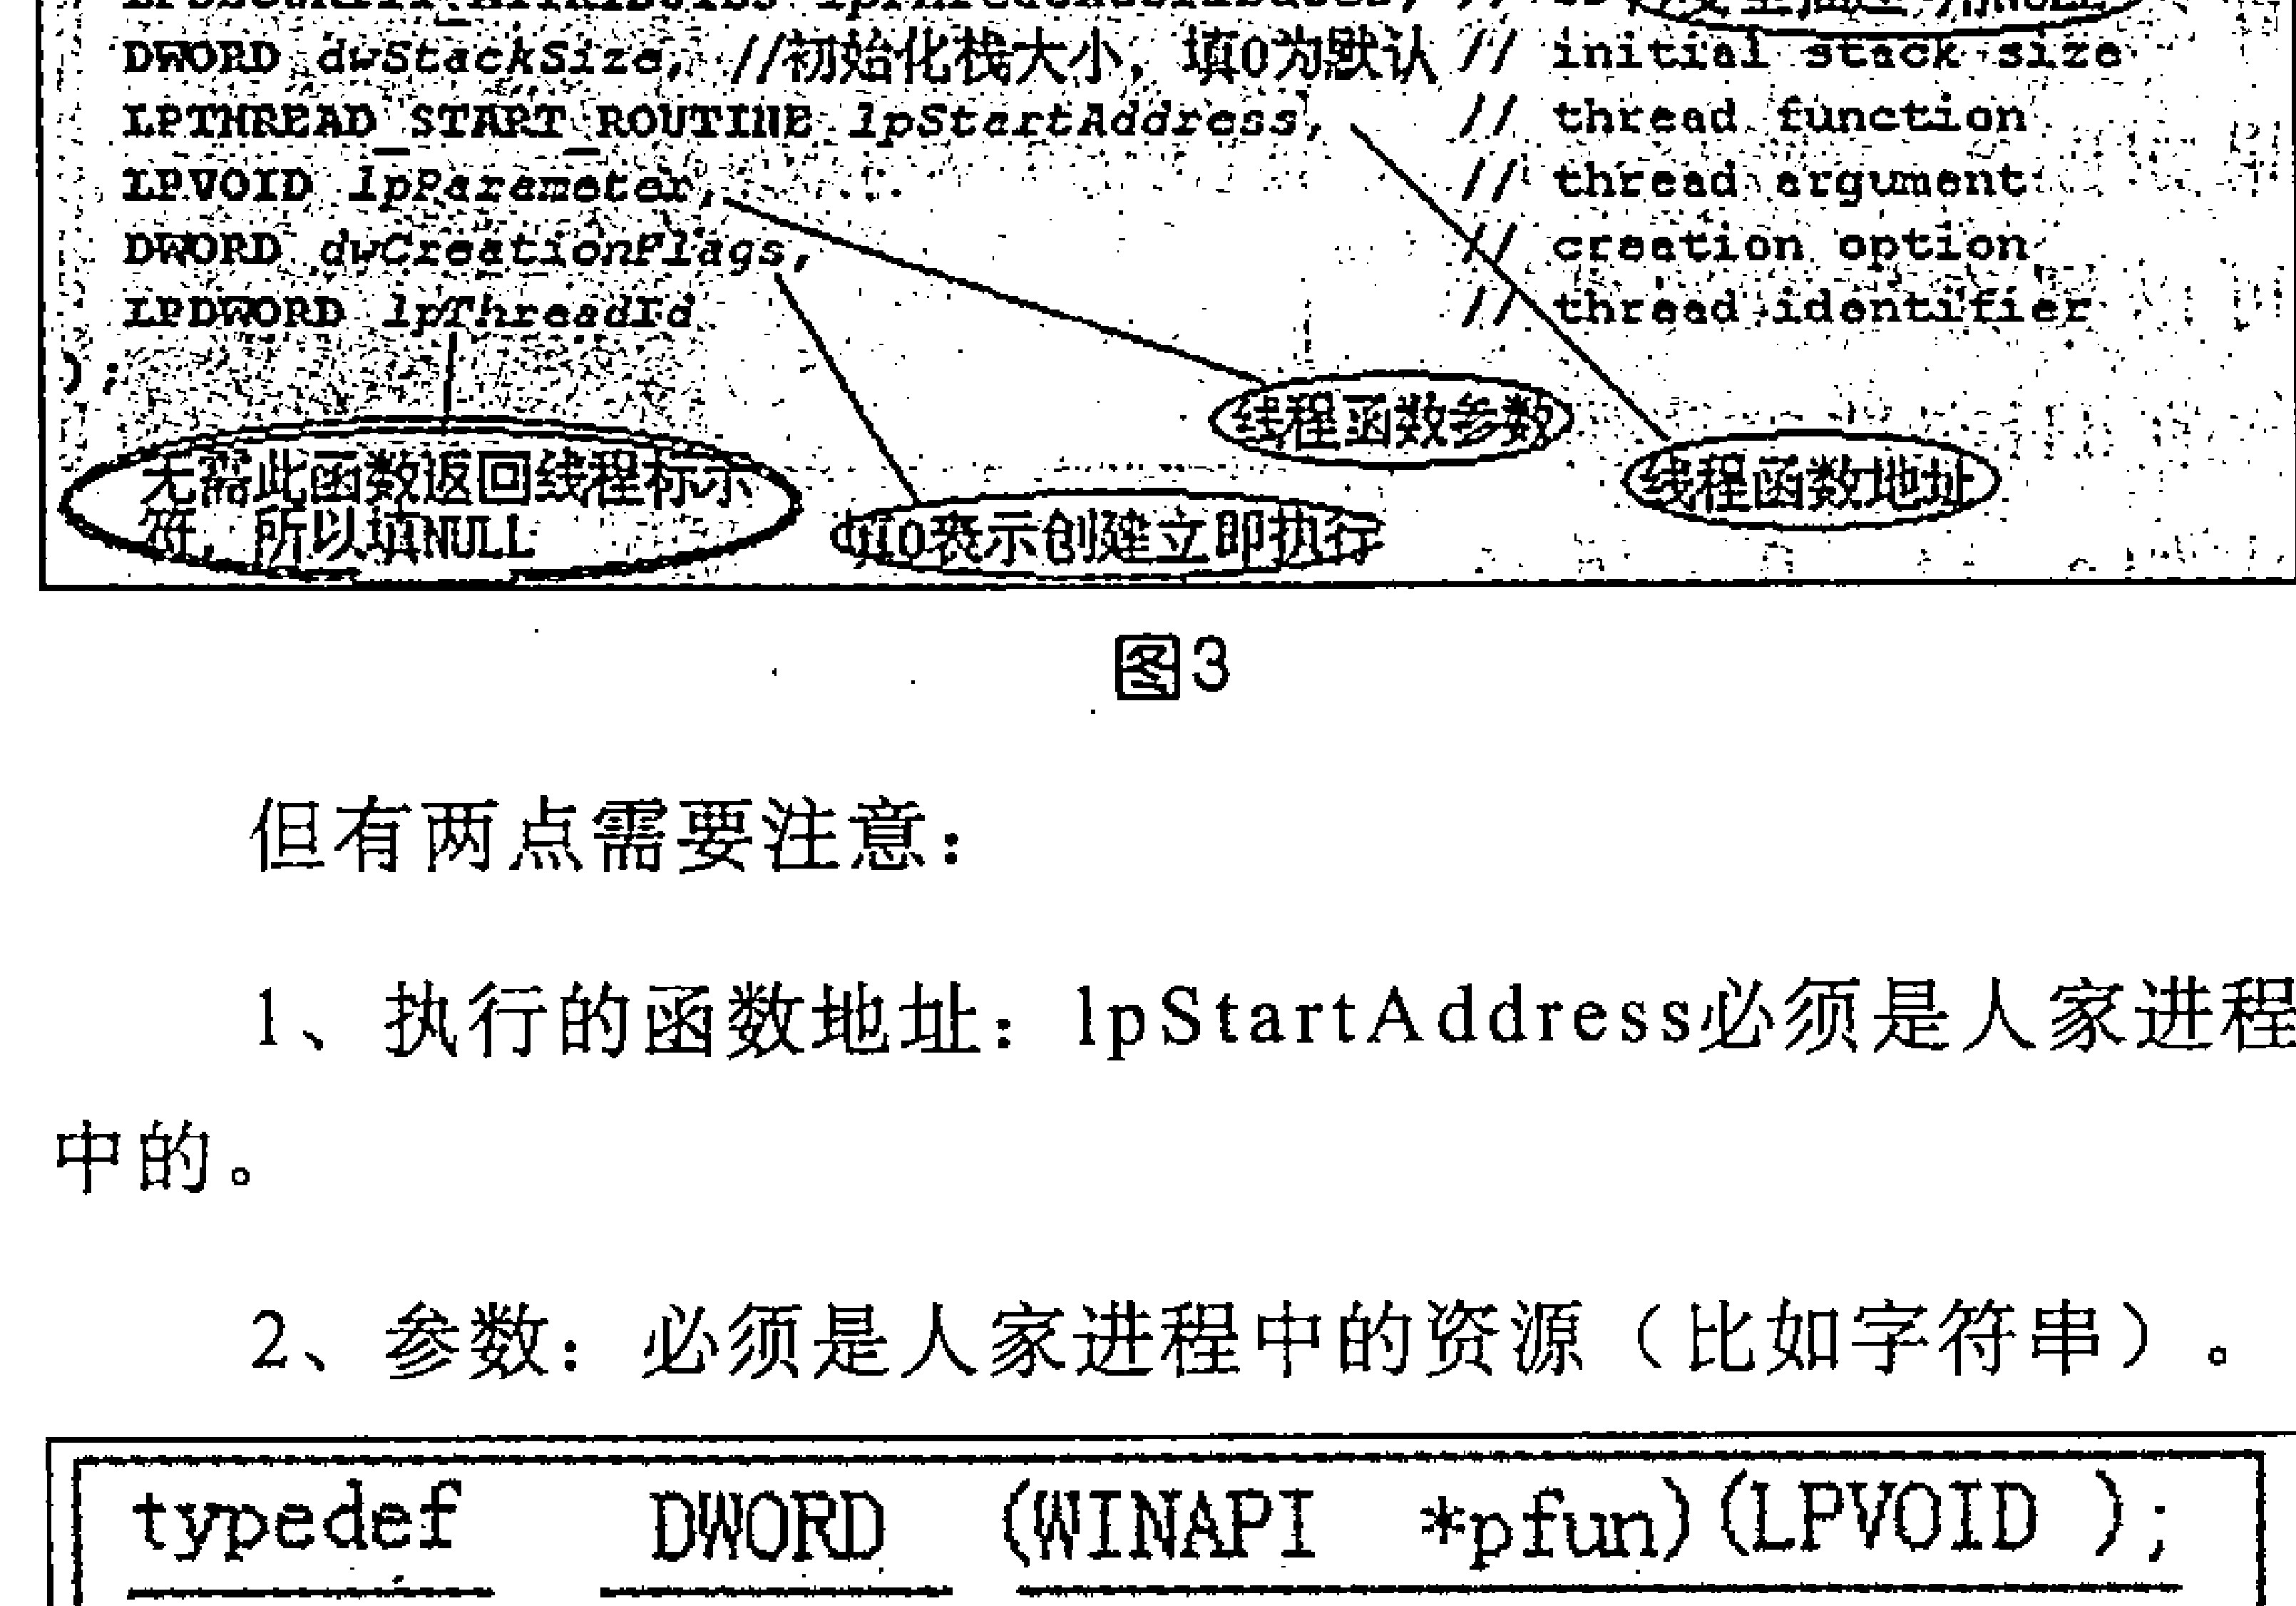 DWORD dwStackSize, //初始化栈大小，填0为默认 // initial stack size
LPTHREAD_START_ROUTINE lpStartAddress, // thread function
LPVOID lpParameter, // thread argument
DWORD dwCreationFlags, // creation option
LPDWORD lpThreadId // thread identifier
);
线程函数参数
线程函数地址
无需此函数返回线程标示
符，所以填NULL
填0表示创建立即执行
图3
但有两点需要注意：
1、执行的函数地址：lpStartAddress必须是人家进程
中的。
2、参数：必须是人家进程中的资源（比如字符串）。
typedef DWORD (WINAPI *pfun)(LPVOID );